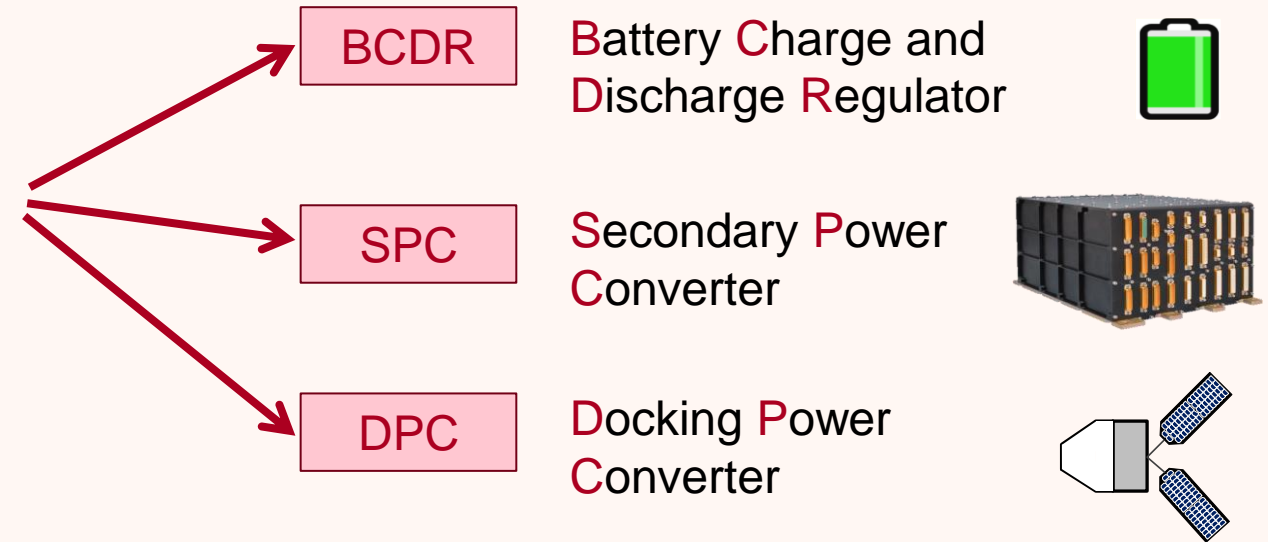 BCDR
Battery Charge and
Discharge Regulator
SPC
Secondary Power
Converter
DPC
Docking Power
Converter